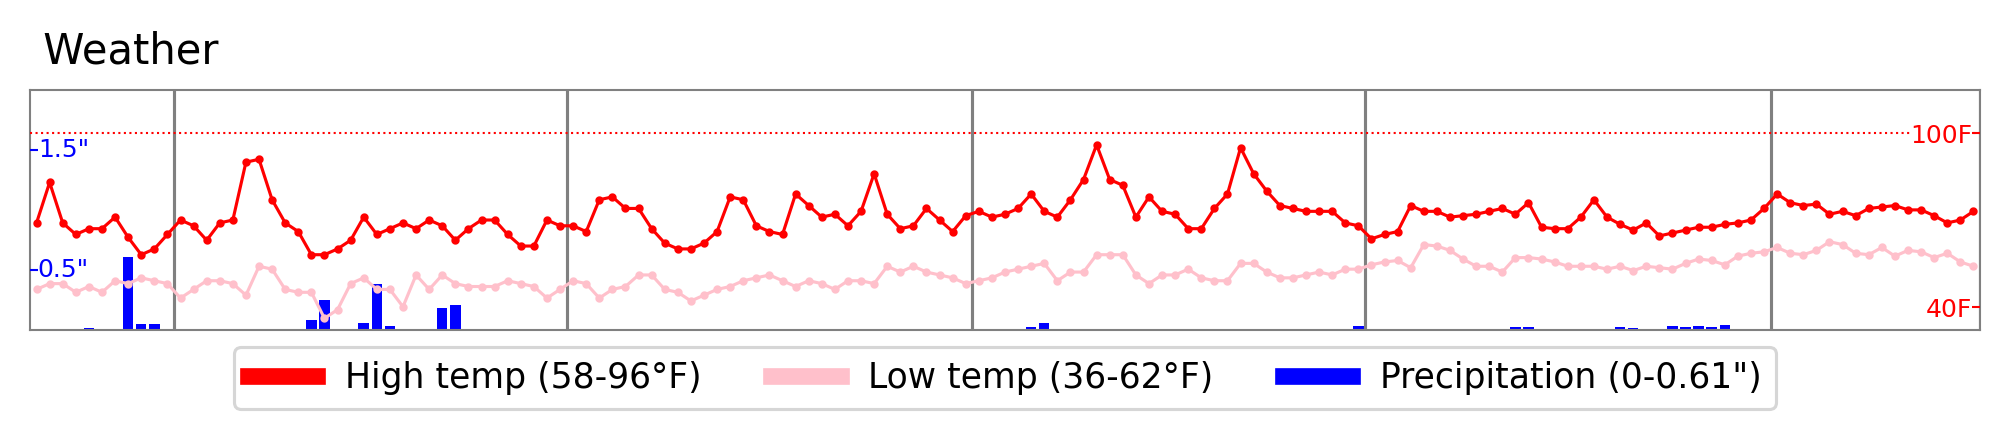 Weather
1.5"
100F
0.5"
40F
High temp (58-96°F)
Low temp (36-62°F)
Precipitation (0-0.61")